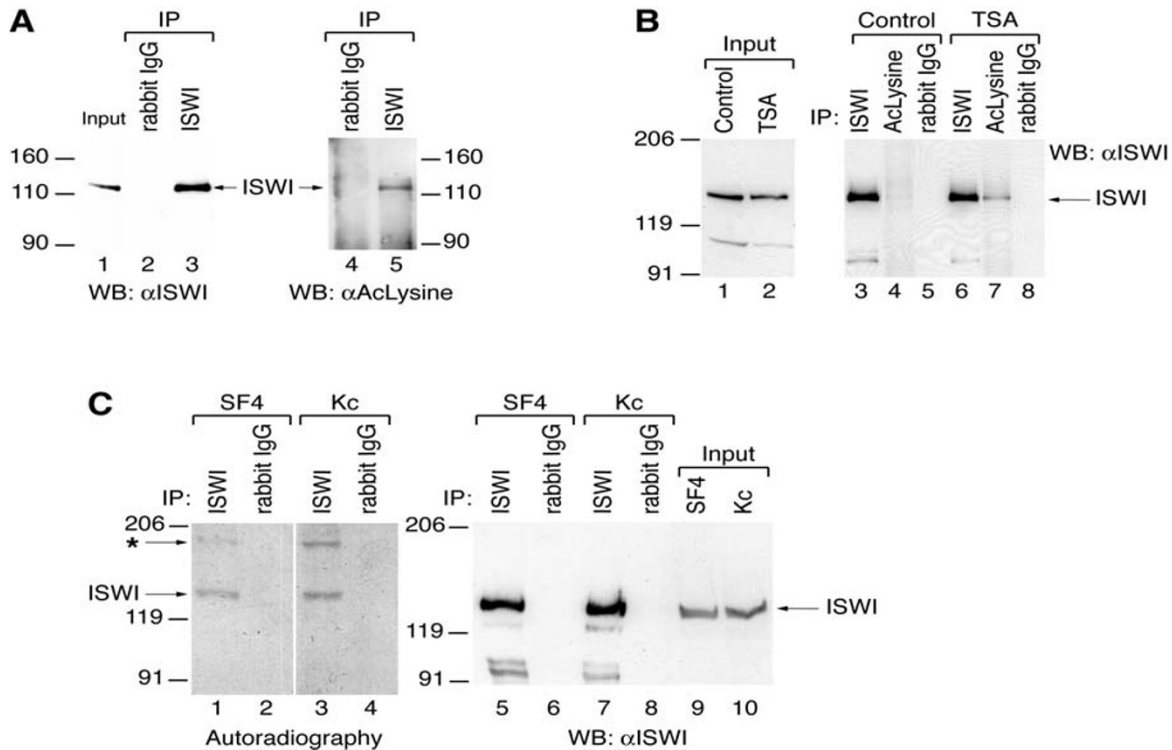 A
IP
rabbit IgG
ISWI
Input
160
110
90
1 2 3
WB: αISWI
ISWI
IP
rabbit IgG
ISWI
160
110
90
4 5
WB: αAcLysine
B
Input
Control
TSA
206
119
91
1 2
Control
TSA
IP:
ISWI
AcLysine
rabbit IgG
ISWI
AcLysine
rabbit IgG
WB: αISWI
ISWI
3 4 5 6 7 8
C
SF4
Kc
IP:
ISWI
rabbit IgG
ISWI
rabbit IgG
206
*
ISWI
119
91
1 2 3 4
Autoradiography
SF4
Kc
IP:
ISWI
rabbit IgG
ISWI
rabbit IgG
Input
SF4
Kc
206
119
91
ISWI
5 6 7 8 9 10
WB: αISWI